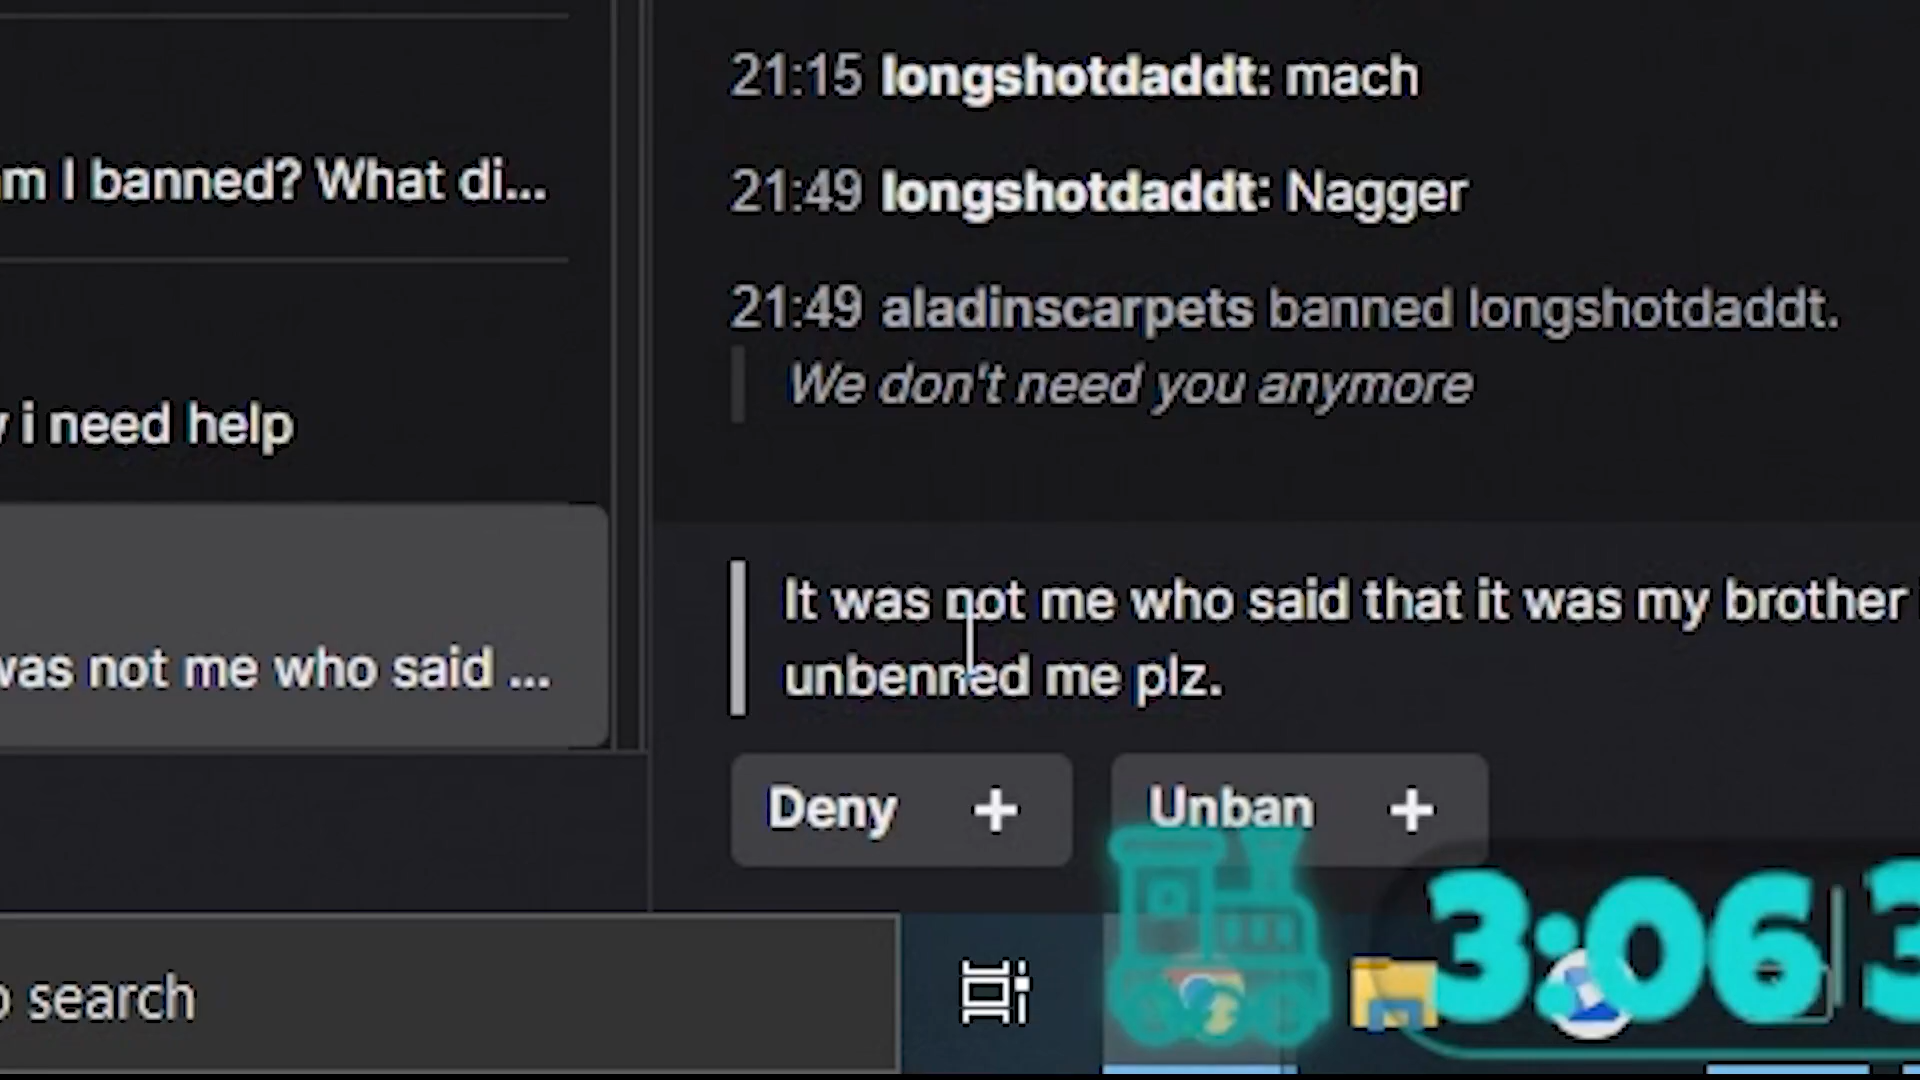 21:15 longshotdaddt: mach
m I banned? What di...
21:49 longshotdaddt: Nagger
21:49 aladinscarpets banned longshotdaddt.
We don't need you anymore
i need help
It was not me who said that it was my brother
unbenned me plz.
was not me who said ...
Deny +
Unban +
3:06
search